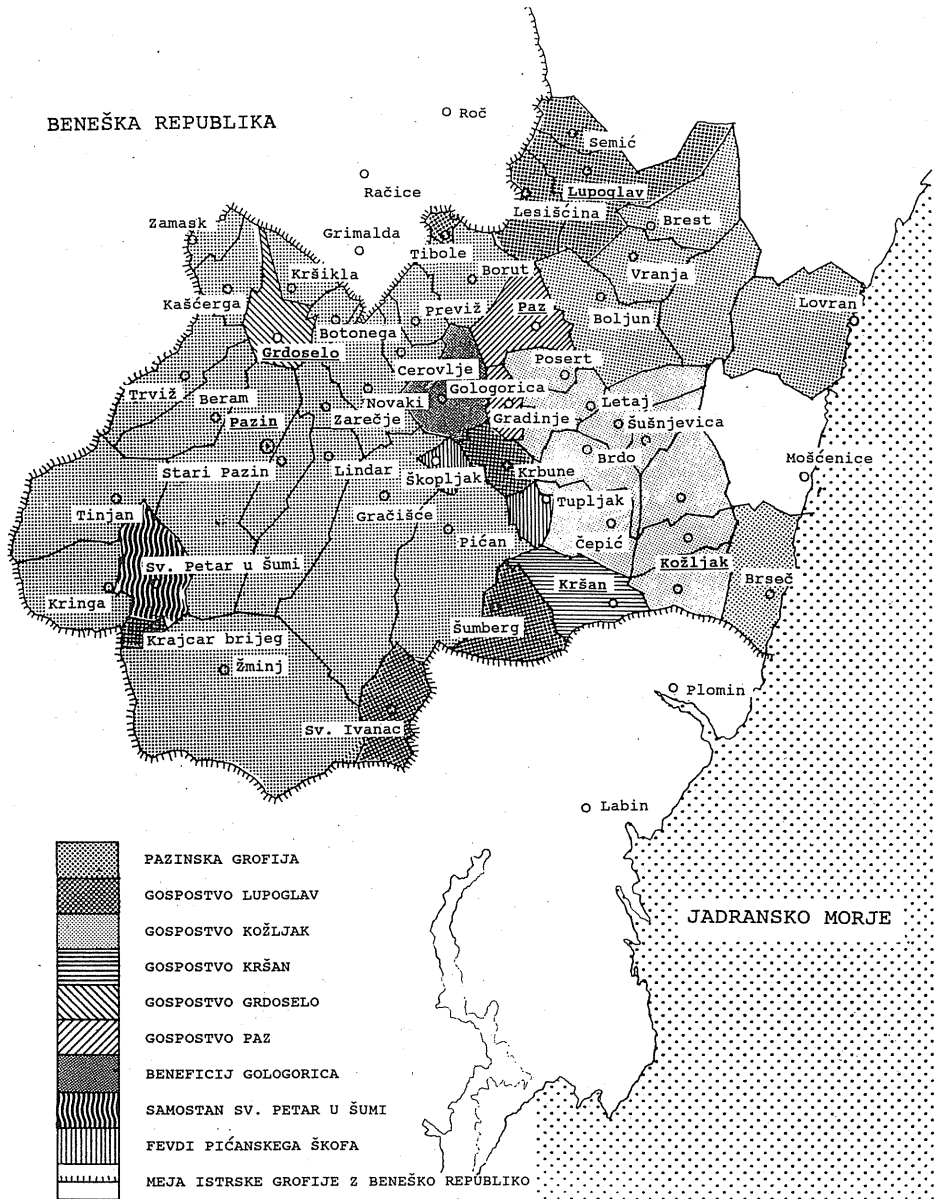 BENEŠKA REPUBLIKA
Roč
Semić
Račice
Lupoglav
Lesišćina
Brest
Zamask
Grimalda
Tibole
Vranja
Kršikla
Borut
Kašćerga
Previž
Paz
Lovran
Botonega
Boljun
Grdoselo
Cerovlje
Posert
Trviž
Beram
Novaki
Gologorica
Letaj
Pazin
Zarečje
Gradinje
Šušnjevica
Stari Pazin
Lindar
Škopljak
Krbune
Brdo
Mošćenice
Tinjan
Gračišće
Tupljak
Pićan
Čepić
Sv. Petar u Šumi
Kožljak
Kringa
Kršan
Brseč
Krajcar brijeg
Šumberg
Žminj
Plomin
Sv. Ivanac
Labin
PAZINSKA GROFIJA
GOSPOSTVO LUPOGLAV
GOSPOSTVO KOŽLJAK
JADRANSKO MORJE
GOSPOSTVO KRŠAN
GOSPOSTVO GRDOSELO
GOSPOSTVO PAZ
BENEFICIJ GOLOGORICA
SAMOSTAN SV. PETAR U ŠUMI
FEVDI PIĆANSKEGA ŠKOFA
MEJA ISTRSKE GROFIJE Z BENEŠKO REPUBLIKO